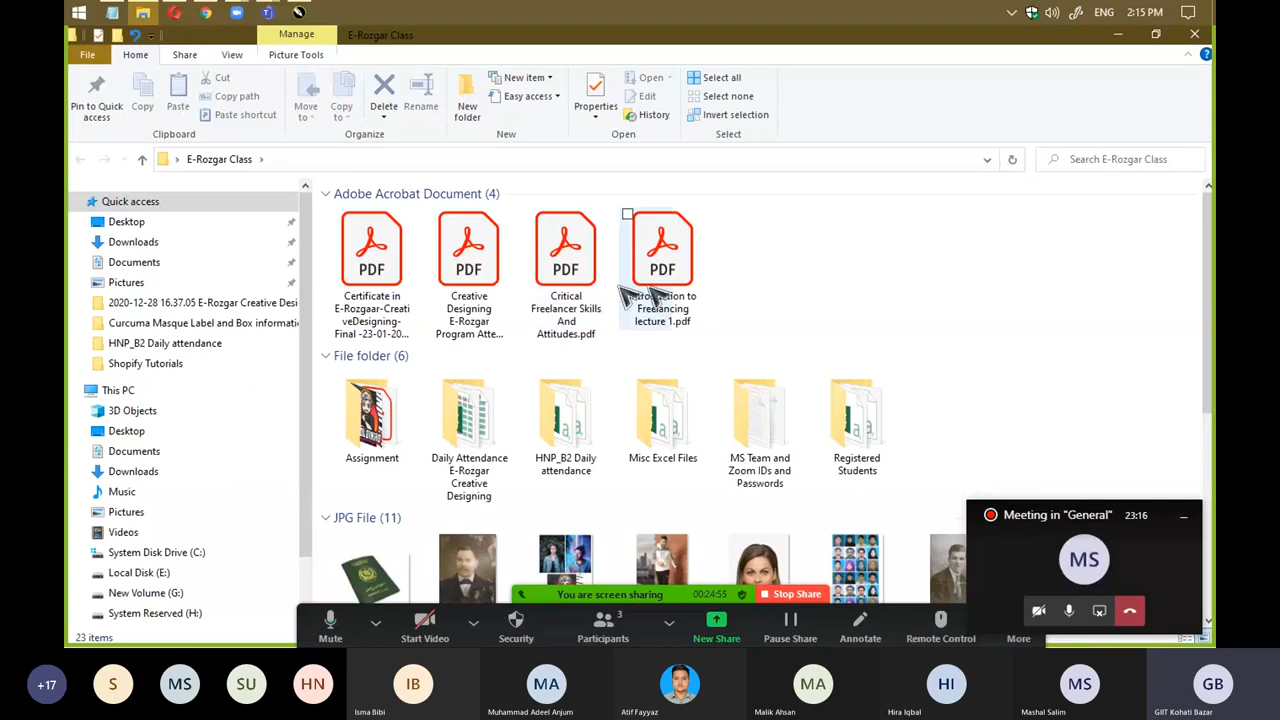 ENG 2:15 PM
Manage E-Rozgar Class
File Home Share View Picture Tools
Pin to Quick access
Copy
Paste
Cut
Copy path
Paste shortcut
Clipboard
Move to
Copy to
Delete
Rename
Organize
New folder
New item
Easy access
New
Properties
Open
Edit
History
Open
Select all
Select none
Invert selection
Select
E-Rozgar Class
Search E-Rozgar Class
Quick access
Desktop
Downloads
Documents
Pictures
2020-12-28 16.37.05 E-Rozgar Creative Desi
Curcuma Masque Label and Box informati
HNP_B2 Daily attendance
Shopify Tutorials
This PC
3D Objects
Desktop
Documents
Downloads
Music
Pictures
Videos
System Disk Drive (C:)
Local Disk (E:)
New Volume (G:)
System Reserved (H:)
23 items
Adobe Acrobat Document (4)
PDF
Certificate in
E-Rozgaar-Creati
veDesigning-
Final -23-01-20...
PDF
Creative
Designing
E-Rozgar
Program Atte...
PDF
Critical
Freelancer Skills
And
Attitudes.pdf
PDF
Introduction to
Freelancing
lecture 1.pdf
File folder (6)
Assignment
Daily Attendance
E-Rozgar
Creative
Designing
HNP_B2 Daily
attendance
Misc Excel Files
MS Team and
Zoom IDs and
Passwords
Registered
Students
JPG File (11)
Meeting in "General" 23:16
MS
You are screen sharing 00:24:55 Stop Share
Mute
Start Video
Security
Participants 3
New Share
Pause Share
Annotate
Remote Control
More
+17
S
MS
SU
HN
IB
Isma Bibi
MA
Muhammad Adeel Anjum
Atif Fayyaz
MA
Malik Ahsan
HI
Hira Iqbal
MS
Mashal Salim
GB
GIIT Kohati Bazar